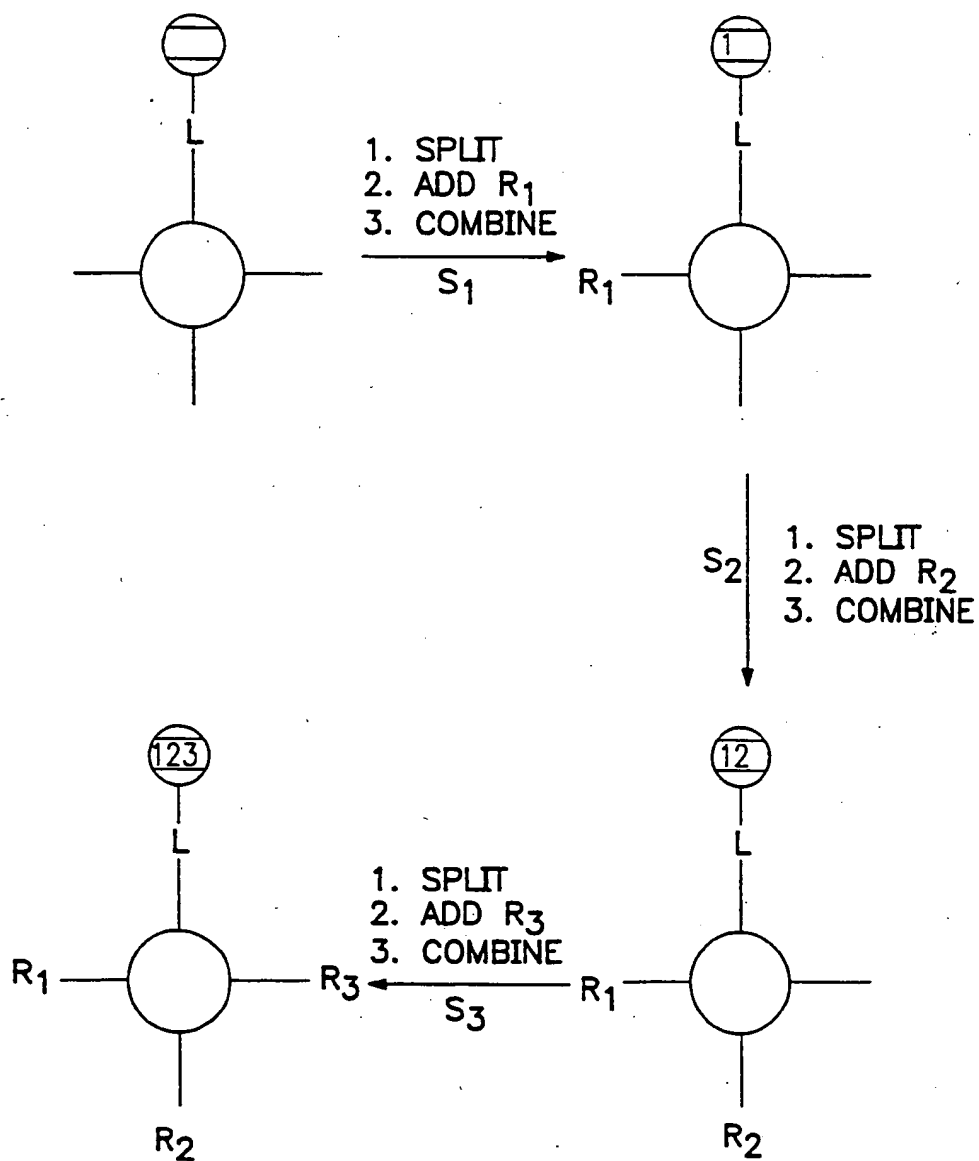 1
L
L
1. SPLIT
2. ADD R₁
3. COMBINE
S₁
R₁
S₂
1. SPLIT
2. ADD R₂
3. COMBINE
123
12
L
L
1. SPLIT
2. ADD R₃
3. COMBINE
R₁
R₃
S₃
R₁
R₂
R₂